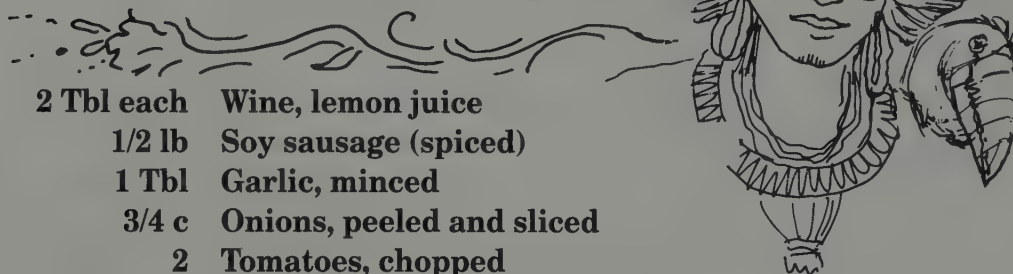 2 Tbl each Wine, lemon juice
1/2 lb Soy sausage (spiced)
1 Tbl Garlic, minced
3/4 c Onions, peeled and sliced
2 Tomatoes, chopped